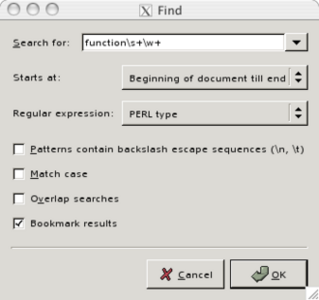 Find
Search for: function\s+\w+
Starts at: Beginning of document till end
Regular expression: PERL type
Patterns contain backslash escape sequences (\n, \t)
Match case
Overlap searches
Bookmark results
Cancel OK